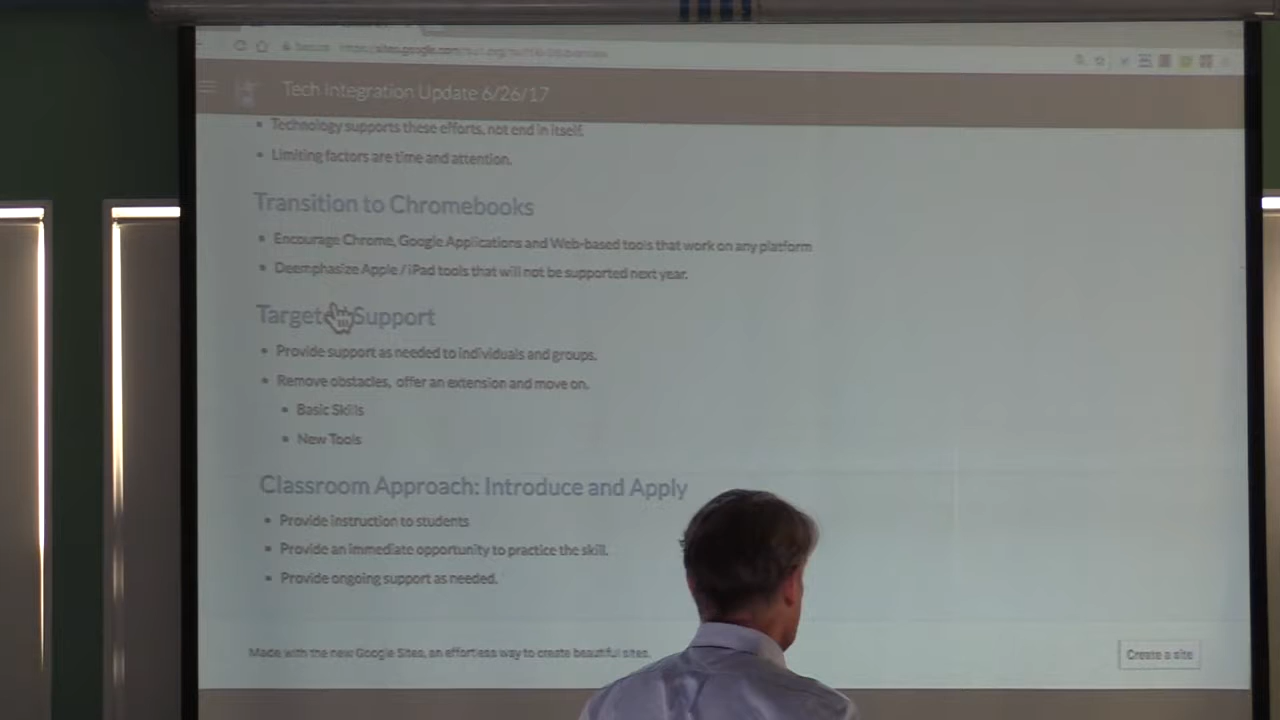 Secure
Tech Integration Update 6/26/17
Technology supports these efforts, not end in itself.
Limiting factors are time and attention.
Transition to Chromebooks
Encourage Chrome, Google Applications and Web-based tools that work on any platform
Deemphasize Apple / iPad tools that will not be supported next year.
Support
Provide support as needed to individuals and groups.
Remove obstacles, offer an extension and move on.
Basic Skills
New Tools
Classroom Approach: Introduce and Apply
Provide instruction to students
Provide an immediate opportunity to practice the skill.
Provide ongoing support as needed.
Made with the new Google Sites, an effortless way to create beautiful sites.
Create a site